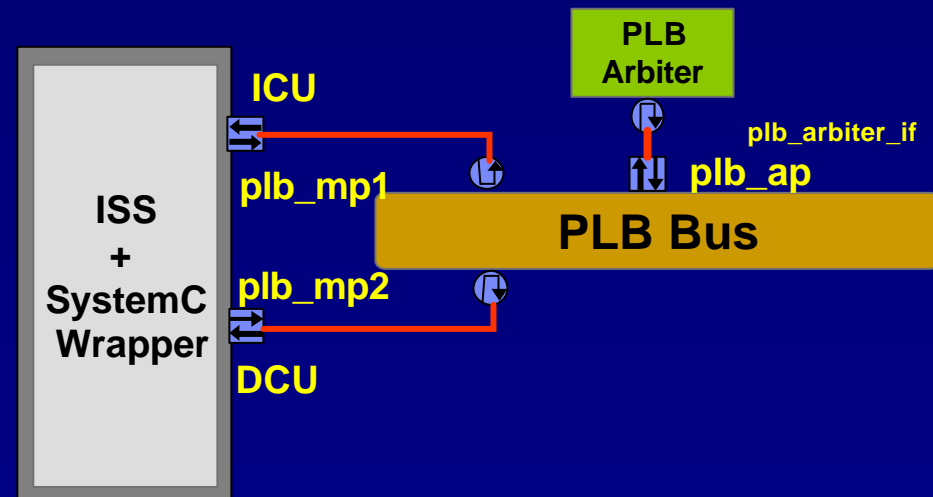 PLB
Arbiter
ICU
plb_arbiter_if
plb_mp1
plb_ap
ISS
+
SystemC
Wrapper
PLB Bus
plb_mp2
DCU